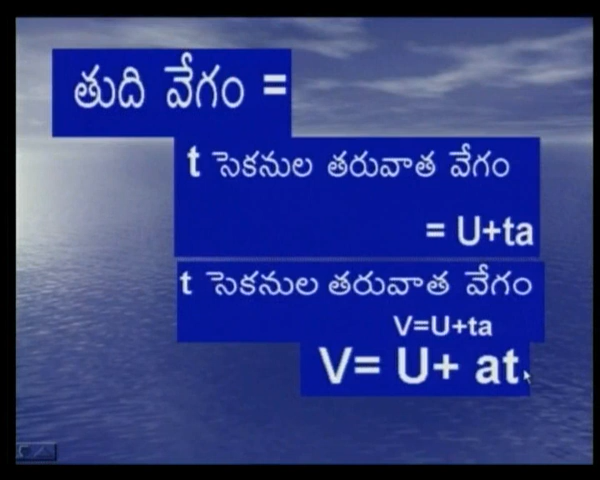 తుది వేగం =
t సెకనుల తరువాత వేగం
= U+ta
t సెకనుల తరువాత వేగం
V=U+ta
V= U+ at